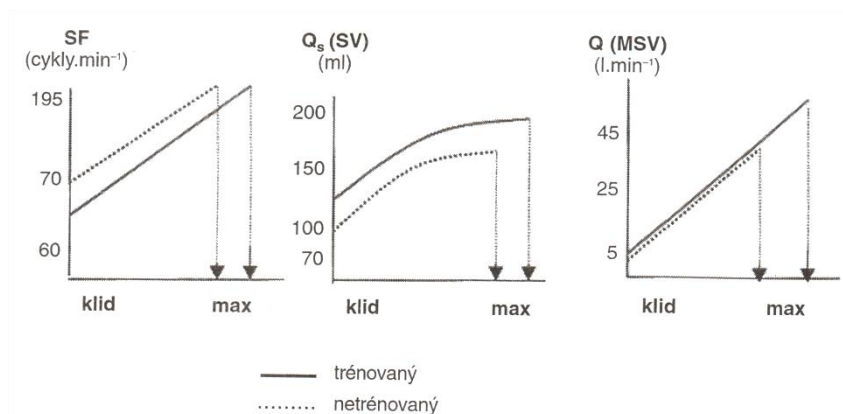 SF
(cykly.min⁻¹)
195
70
60
klid max
Qs (SV)
(ml)
200
150
100
70
klid max
Q (MSV)
(l.min⁻¹)
45
25
5
klid max
trénovaný
netrénovaný